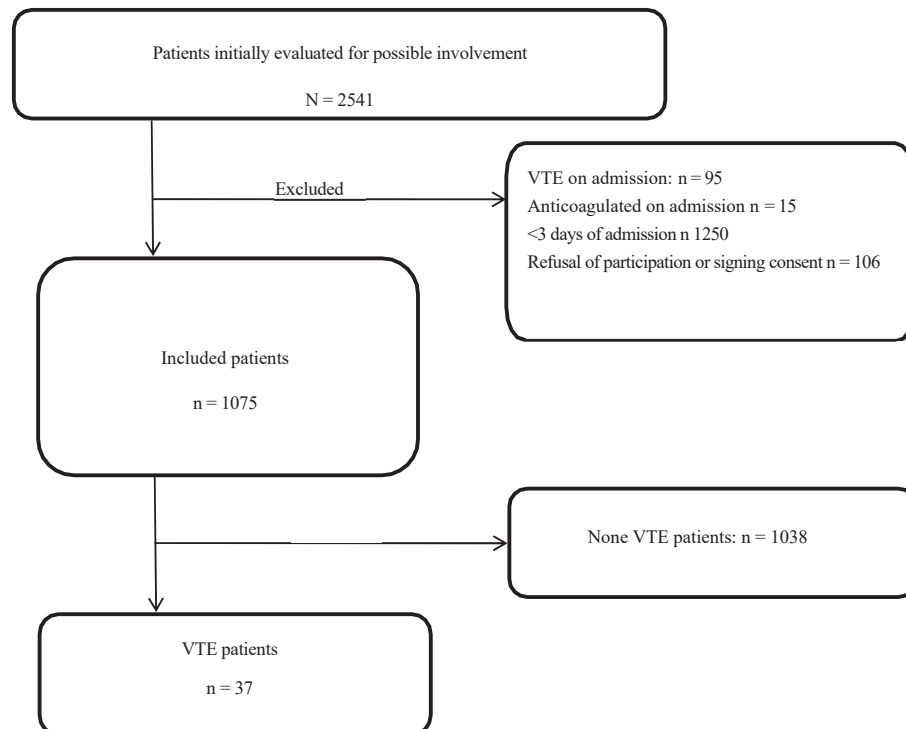 Patients initially evaluated for possible involvement
N = 2541
Excluded
VTE on admission: n = 95
Anticoagulated on admission n = 15
<3 days of admission n 1250
Refusal of participation or signing consent n = 106
Included patients
n = 1075
None VTE patients: n = 1038
VTE patients
n = 37